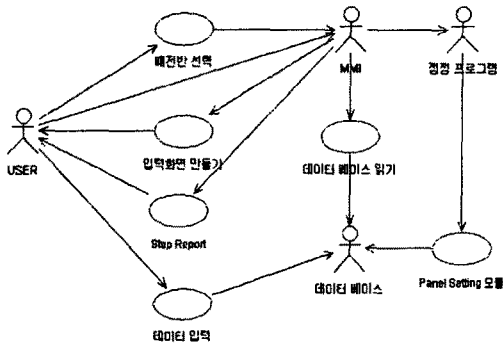 배전반 선택
MMI
정정 프로그램
USER
입력화면 만들기
데이터 베이스 읽기
Step Report
데이터 베이스
Panel Setting 모듈
데이터 입력